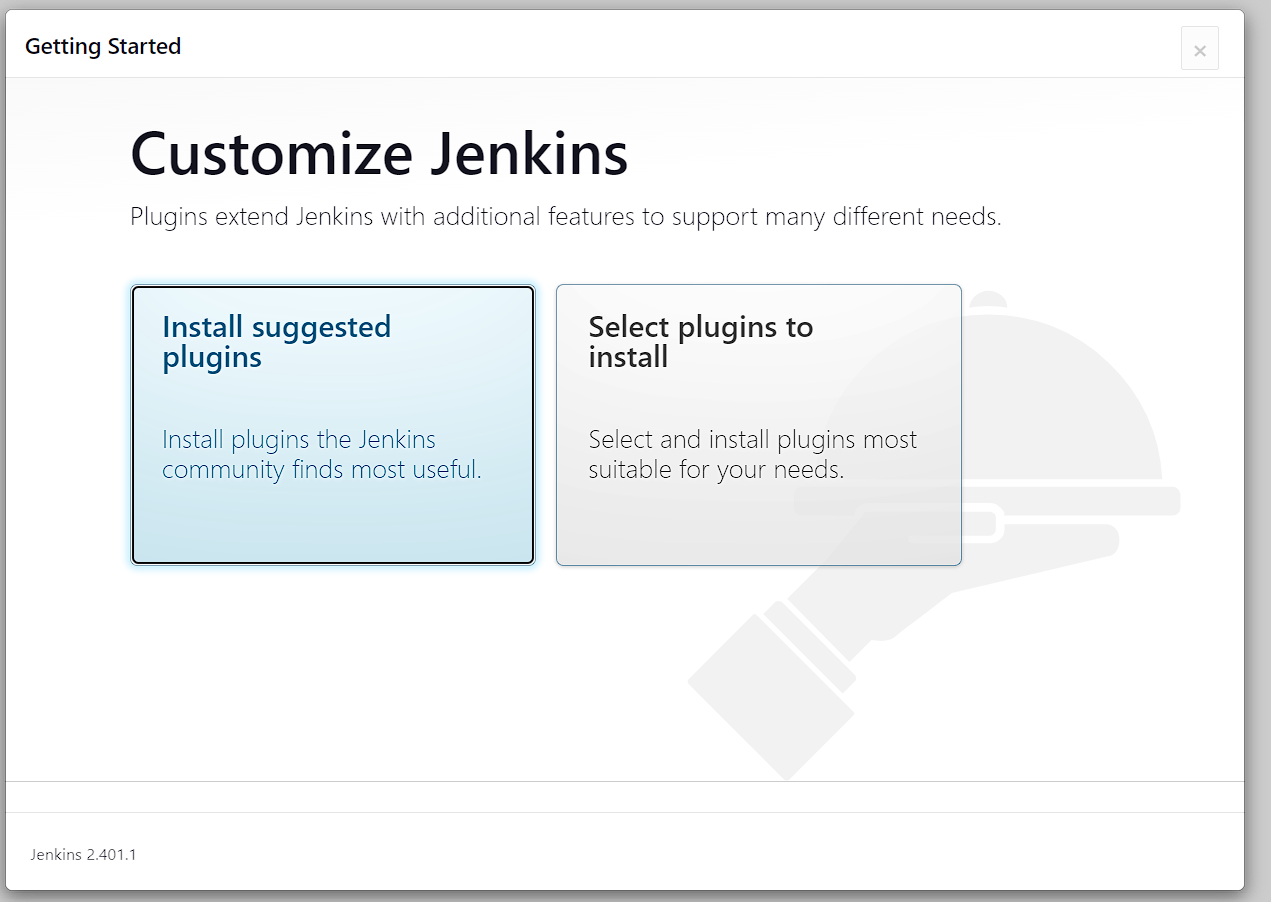 Getting Started
×
Customize Jenkins
Plugins extend Jenkins with additional features to support many different needs.
Install suggested
plugins
Install plugins the Jenkins
community finds most useful.
Select plugins to
install
Select and install plugins most
suitable for your needs.
Jenkins 2.401.1